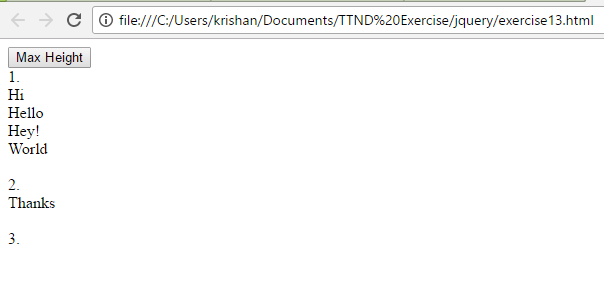 file:///C:/Users/krishan/Documents/TTND%20Exercise/jquery/exercise13.html
Max Height
1.
Hi
Hello
Hey!
World
2.
Thanks
3.